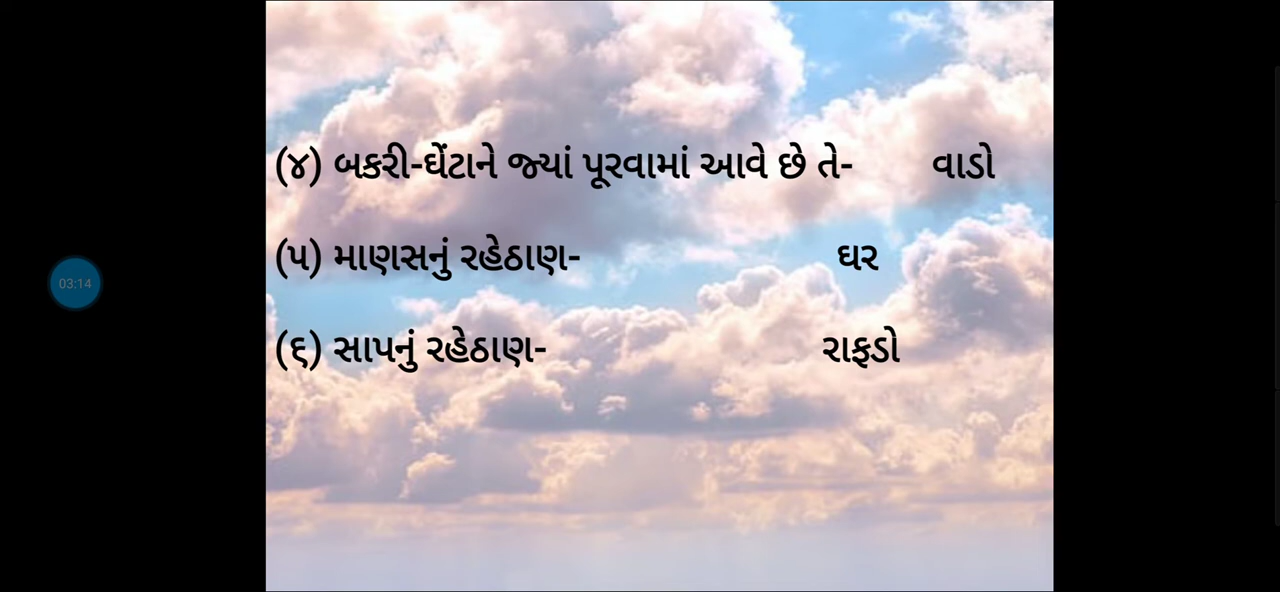 03:14
(૪) બકરી-ઘેંટાને જ્યાં પૂરવામાં આવે છે તે- વાડો
(૫) માણસનું રહેઠાણ- ઘર
(૬) સાપનું રહેઠાણ- રાફડો